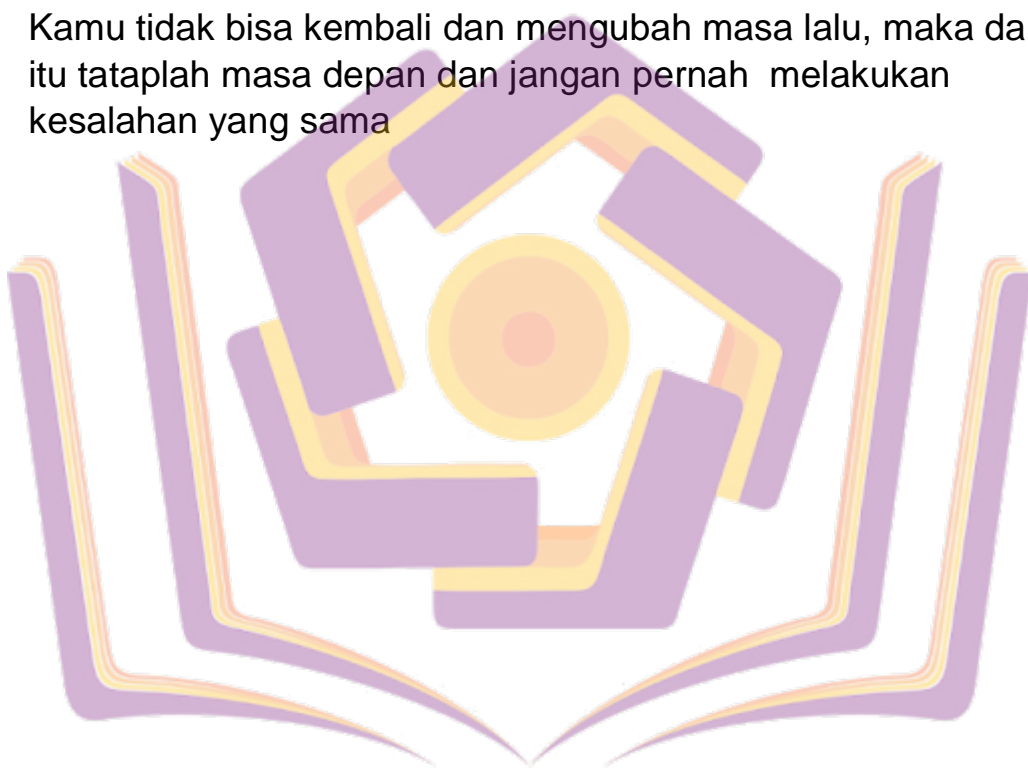 Kamu tidak bisa kembali dan mengubah masa lalu, maka da
itu tataplah masa depan dan jangan pernah  melakukan
kesalahan yang sama